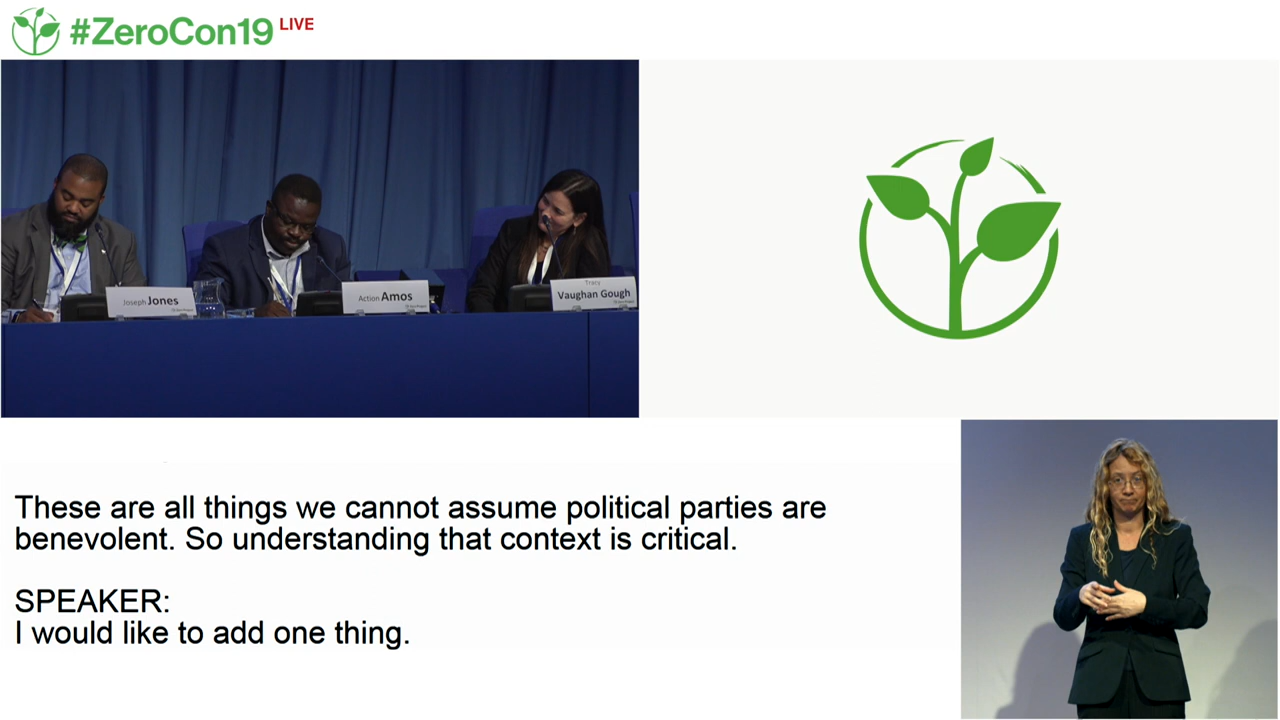 #ZeroCon19 LIVE
Joseph Jones
Action Amos
Tracy
Vaughan Gough
These are all things we cannot assume political parties are
benevolent. So understanding that context is critical.
SPEAKER:
I would like to add one thing.